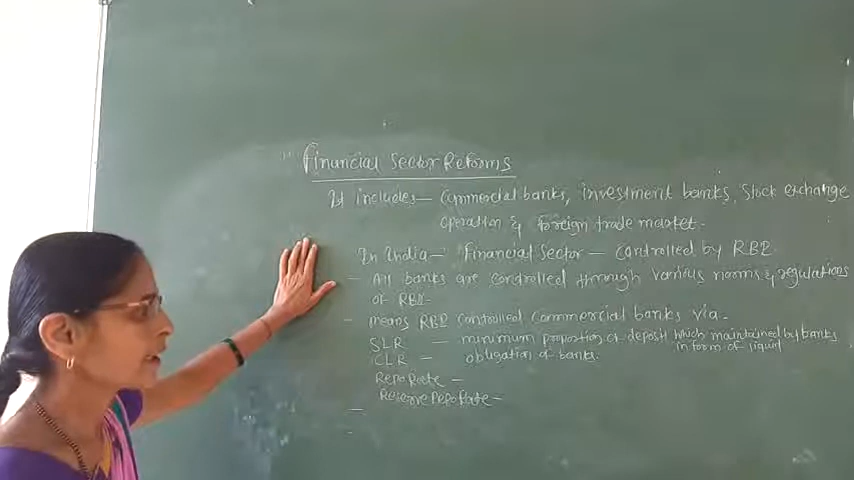 Financial Sector Reforms
It includes — Commercial banks, investment banks, Stock exchange
operation & foreign trade market.
In India — Financial Sector — controlled by RBI
- All banks are controlled through various norms & regulations
of RBI.
- means RBI controlled commercial banks via.
SLR — minimum proportion of deposit which maintained by banks
in form of liquid
CLR — obligation of banks.
Repo Rate —
Reserve Repo Rate —